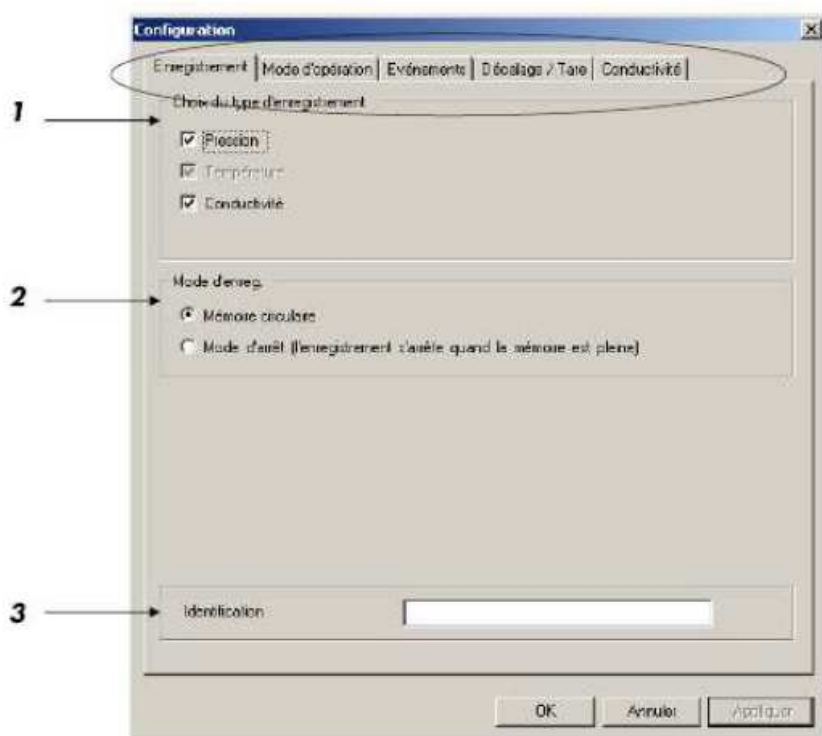 Configuration
Enregistrement Mode d'opération Evénements Décalage / Tare Conductivité
1
Choix du type d'enregistrement
Pression
Température
Conductivité
2
Mode d'enreg.
Mémoire circulaire
Mode d'arrêt (l'enregistrement s'arrête quand la mémoire est pleine)
3
Identification
OK Annuler Appliquer